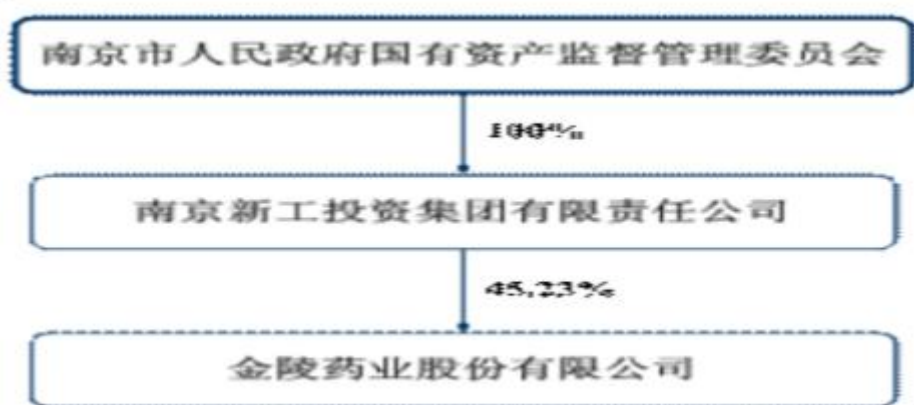 南京市人民政府国有资产监督管理委员会
100%
南京新工投资集团有限责任公司
45.23%
金陵药业股份有限公司